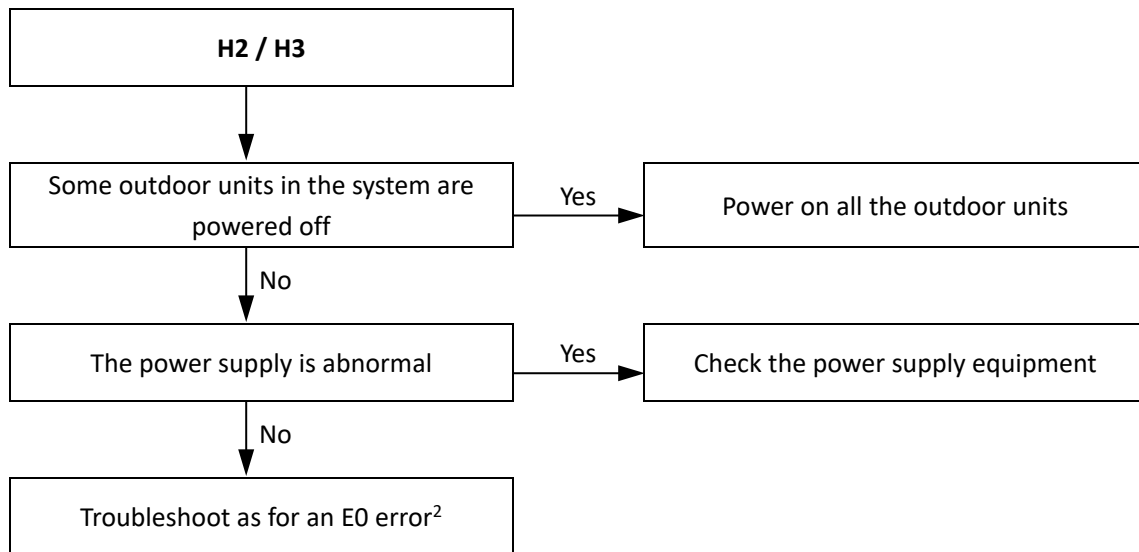 H2 / H3
Some outdoor units in the system are
powered off
Yes
Power on all the outdoor units
No
The power supply is abnormal
Yes
Check the power supply equipment
No
Troubleshoot as for an E0 error²